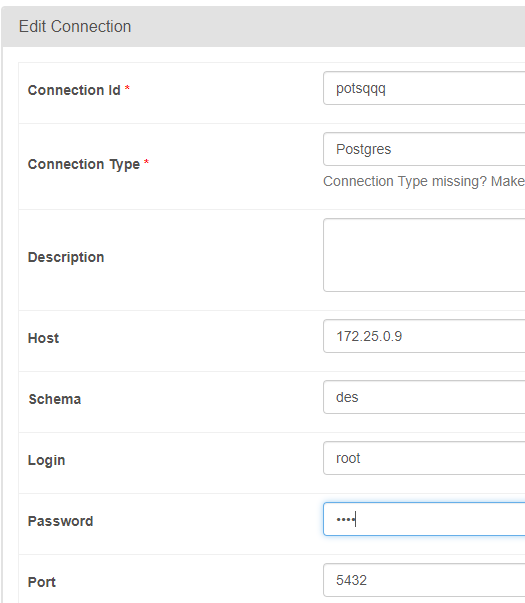 Edit Connection
Connection Id *
potsqqq
Connection Type *
Postgres
Connection Type missing? Make
Description
Host
172.25.0.9
Schema
des
Login
root
Password
••••
Port
5432